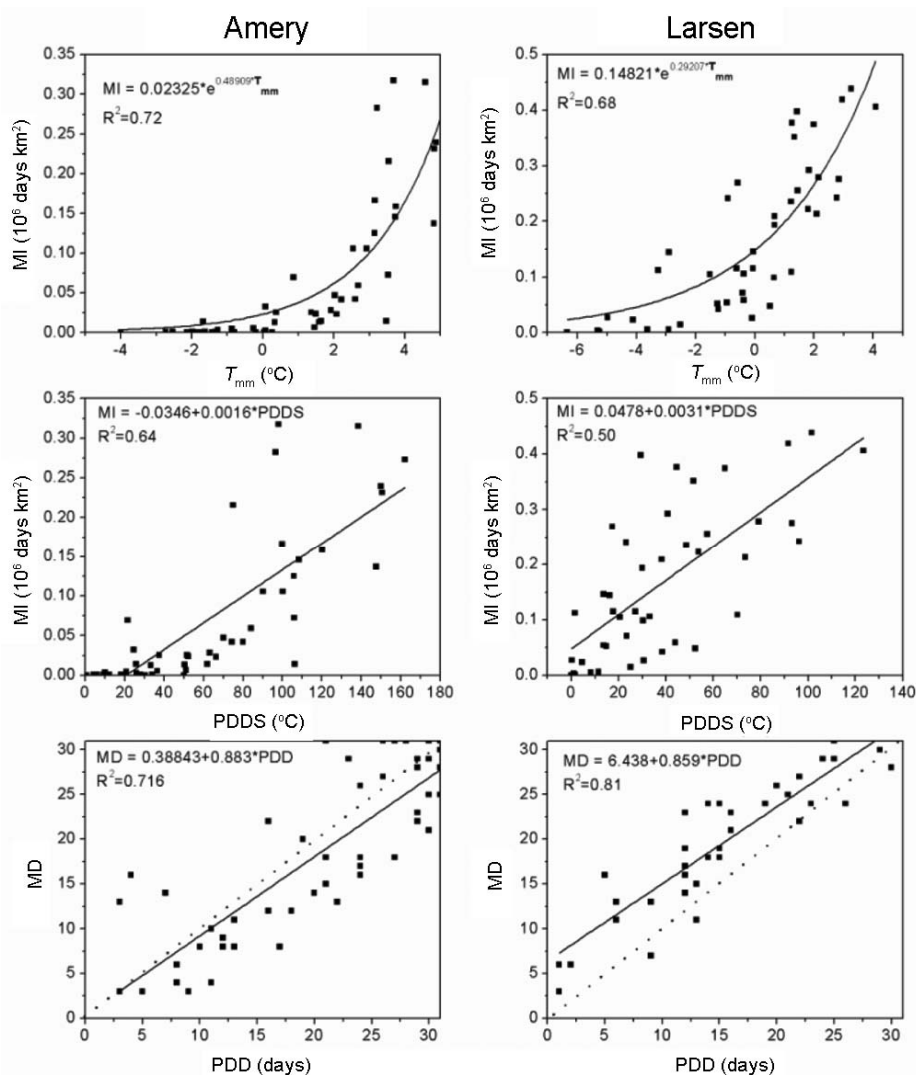 Amery
Larsen
MI = 0.02325*e^0.48909*T_mm
R²=0.72
MI (10⁶ days km²)
0.35
0.30
0.25
0.20
0.15
0.10
0.05
0.00
-4 -2 0 2 4
T_mm (°C)
MI = 0.14821*e^0.29207*T_mm
R²=0.68
MI (10⁶ days km²)
0.5
0.4
0.3
0.2
0.1
0.0
-6 -4 -2 0 2 4
T_mm (°C)
MI = -0.0346+0.0016*PDDS
R²=0.64
MI (10⁶ days km²)
0.35
0.30
0.25
0.20
0.15
0.10
0.05
0.00
0 20 40 60 80 100 120 140 160 180
PDDS (°C)
MI = 0.0478+0.0031*PDDS
R²=0.50
MI (10⁶ days km²)
0.5
0.4
0.3
0.2
0.1
0.0
0 20 40 60 80 100 120 140
PDDS (°C)
MD = 0.38843+0.883*PDD
R²=0.716
MD
30
25
20
15
10
5
0
0 5 10 15 20 25 30
PDD (days)
MD = 6.438+0.859*PDD
R²=0.81
MD
30
25
20
15
10
5
0
0 5 10 15 20 25 30
PDD (days)